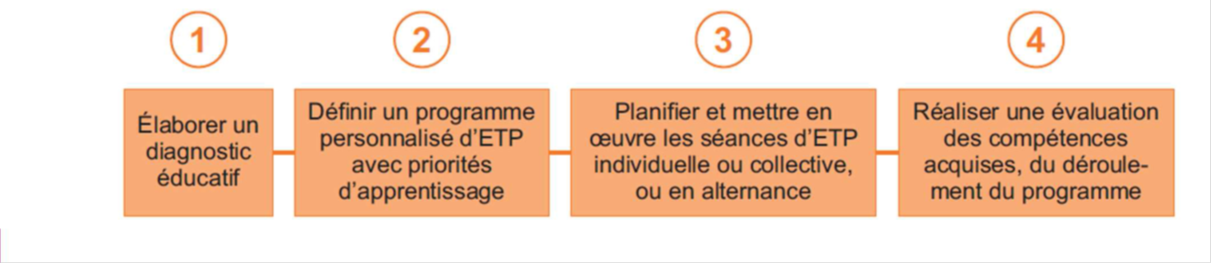 1
2
3
4
Élaborer un
diagnostic
éducatif
Définir un programme
personnalisé d'ETP
avec priorités
d'apprentissage
Planifier et mettre en
œuvre les séances d'ETP
individuelle ou collective,
ou en alternance
Réaliser une évaluation
des compétences
acquises, du déroule-
ment du programme